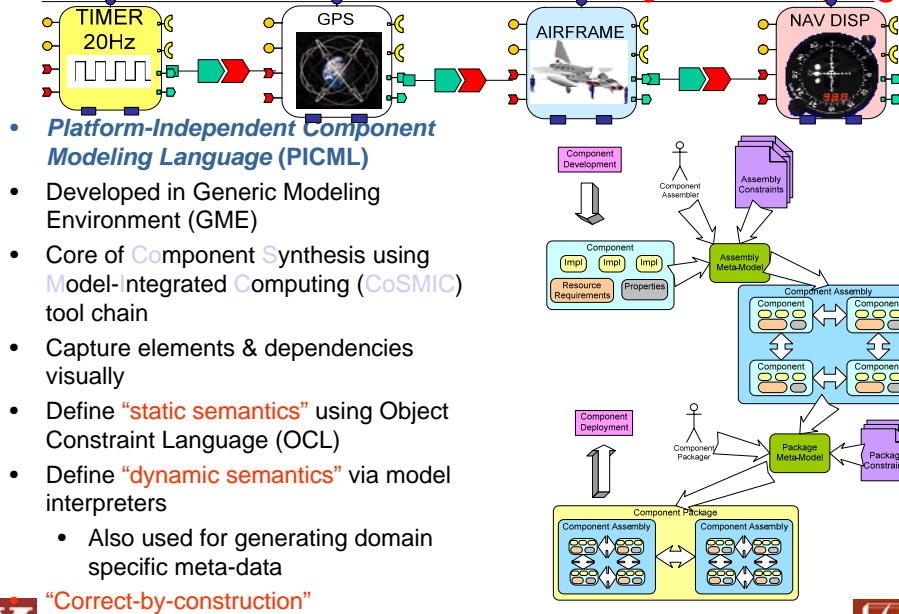 TIMER
20Hz
GPS
AIRFRAME
NAV DISP
• Platform-Independent Component
Modeling Language (PICML)
• Developed in Generic Modeling
Environment (GME)
• Core of Component Synthesis using
Model-Integrated Computing (CoSMIC)
tool chain
• Capture elements & dependencies
visually
• Define “static semantics” using Object
Constraint Language (OCL)
• Define “dynamic semantics” via model
interpreters
• Also used for generating domain
specific meta-data
• “Correct-by-construction”
Component
Development
Component
Assembler
Assembly
Constraints
Component
Impl
Impl
Impl
Resource
Requirements
Properties
Assembly
Meta-Model
Component Assembly
Component
Componen
Component
Componen
Component
Deployment
Component
Packager
Package
Meta-Model
Packag
Constrain
Component Package
Component Assembly
Component Assembly